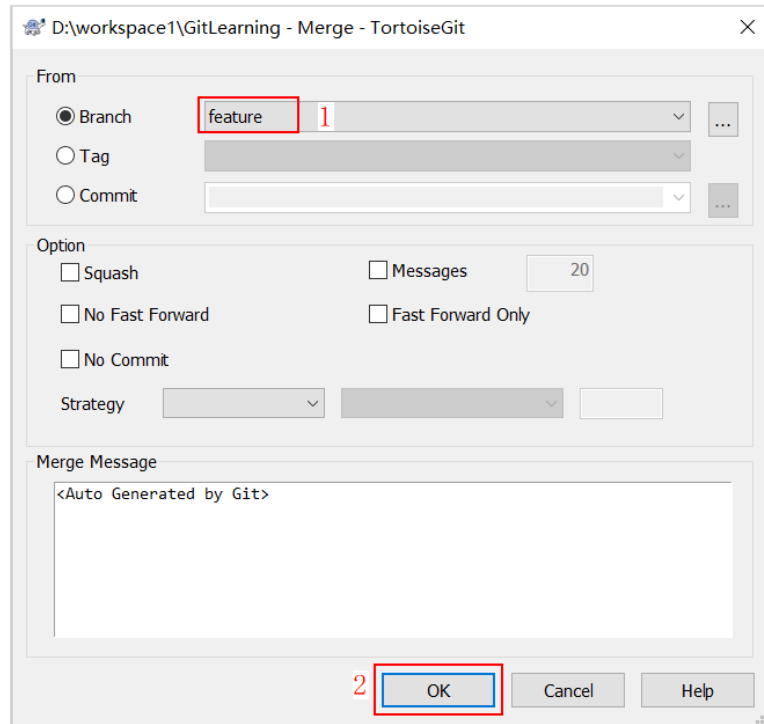 D:\workspace1\GitLearning - Merge - TortoiseGit
From
Branch feature 1 ...
Tag
Commit ...
Option
Squash Messages 20
No Fast Forward Fast Forward Only
No Commit
Strategy
Merge Message
<Auto Generated by Git>
2 OK Cancel Help